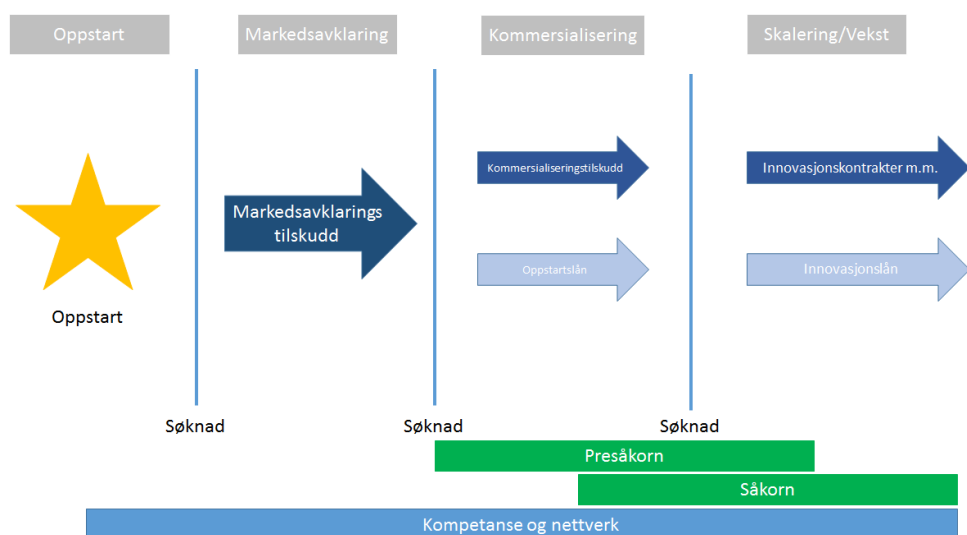 Oppstart
Markedsavklaring
Kommersialisering
Skalering/Vekst
Kommersialiseringstilskudd
Innovasjonskontrakter m.m.
Markedsavklarings
tilskudd
Oppstartslån
Innovasjonslån
Oppstart
Søknad
Søknad
Søknad
Presåkorn
Såkorn
Kompetanse og nettverk